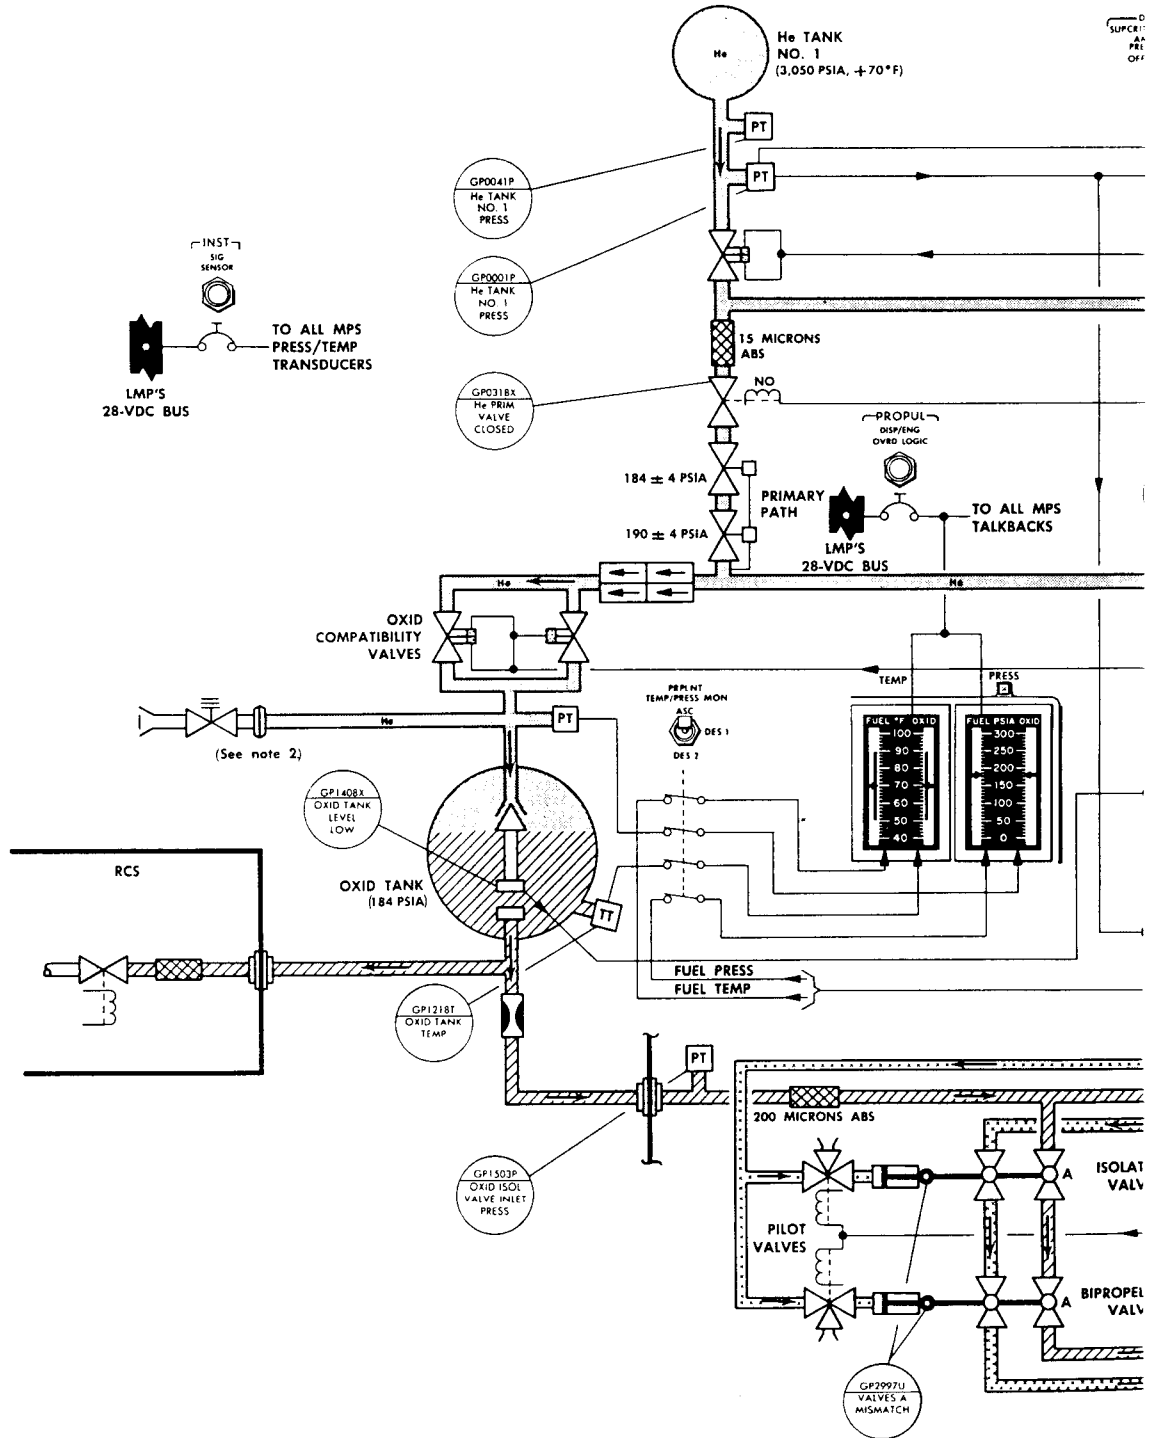 He TANK
NO. 1
(3,050 PSIA, +70°F)
He
SUPCRI
PRE
OFF
PT
PT
GP0041P
He TANK
NO. 1
PRESS
GP0001P
He TANK
NO. 1
PRESS
INST
SIG
SENSOR
TO ALL MPS
PRESS/TEMP
TRANSDUCERS
LMP'S
28-VDC BUS
15 MICRONS
ABS
GP0318X
He PRIM
VALVE
CLOSED
NO
PROPUL
DISP/ENG
OVRD LOGIC
184 ± 4 PSIA
PRIMARY
PATH
190 ± 4 PSIA
TO ALL MPS
TALKBACKS
LMP'S
28-VDC BUS
He
He
OXID
COMPATIBILITY
VALVES
TEMP
PRESS
PRPLNT
TEMP/PRESS MON
ASC
DES 1
DES 2
He
PT
(See note 2)
FUEL °F OXID
100
90
80
70
60
50
40
FUEL PSIA OXID
300
250
200
150
100
50
0
GP1408X
OXID TANK
LEVEL
LOW
RCS
OXID TANK
(184 PSIA)
TT
FUEL PRESS
FUEL TEMP
GP1218T
OXID TANK
TEMP
PT
200 MICRONS ABS
GP1503P
OXID ISOL
VALVE INLET
PRESS
A
ISOLAT
VALV
PILOT
VALVES
A
BIPROPEL
VALV
GP2997U
VALVES A
MISMATCH